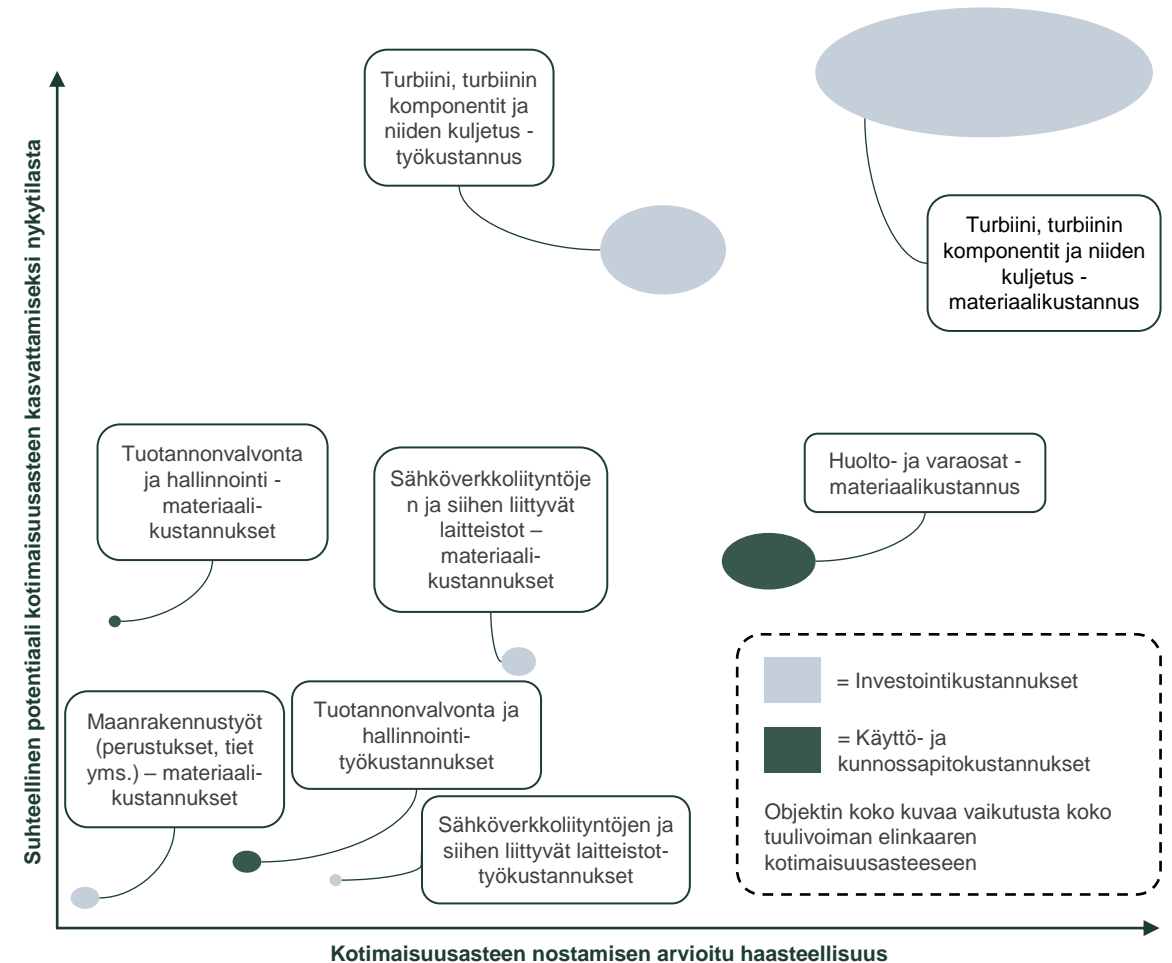 Suhteellinen potentiaali kotimaisuusasteen kasvattamiseksi nykytilasta
Turbiini, turbiinin
komponentit ja
niiden kuljetus -
työkustannus
Turbiini, turbiinin
komponentit ja niiden
kuljetus -
materiaalikustannus
Tuotannonvalvonta
ja hallinnointi -
materiaali-
kustannukset
Sähköverkkoliityntöje
n ja siihen liittyvät
laitteistot –
materiaali-
kustannukset
Huolto- ja varaosat -
materiaalikustannus
Maanrakennustyöt
(perustukset, tiet
yms.) – materiaali-
kustannukset
Tuotannonvalvonta ja
hallinnointi-
työkustannukset
Sähköverkkoliityntöjen ja
siihen liittyvät laitteistot-
työkustannukset
= Investointikustannukset
= Käyttö- ja
kunnossapitokustannukset
Objektin koko kuvaa vaikutusta koko
tuulivoiman elinkaaren
kotimaisuusasteeseen
Kotimaisuusasteen nostamisen arvioitu haasteellisuus